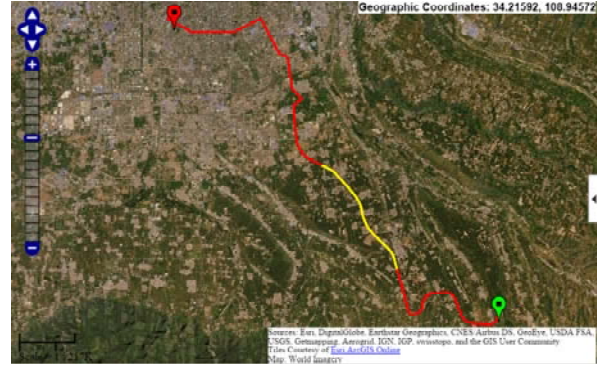 Geographic Coordinates: 34.21592, 108.94572
Sources: Esri, DigitalGlobe, Earthstar Geographics, CNES/Airbus DS, GeoEye, USDA FSA,
USGS, Getmapping, Aerogrid, IGN, IGP, swisstopo, and the GIS User Community
Tiles Courtesy of Esri ArcGIS Online
Map: World Imagery